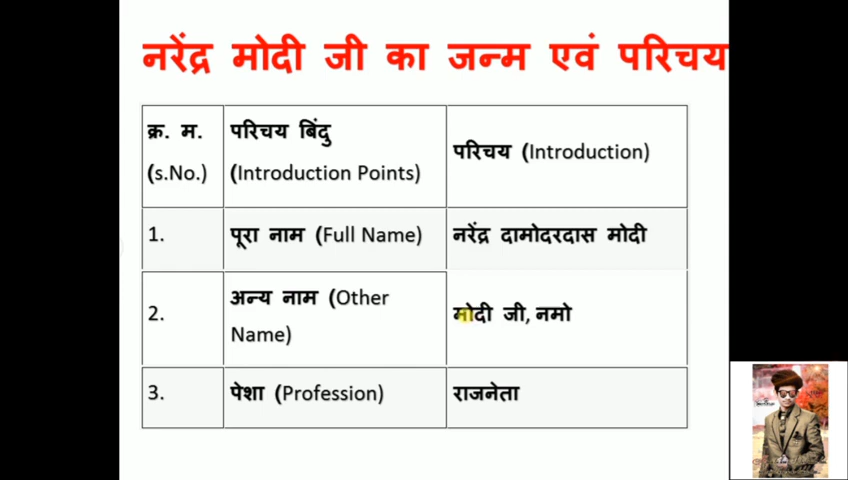 नरेंद्र मोदी जी का जन्म एवं परिचय
क्र. म.
(s.No.)
परिचय बिंदु
(Introduction Points)
परिचय (Introduction)
1.
पूरा नाम (Full Name)
नरेंद्र दामोदरदास मोदी
2.
अन्य नाम (Other
Name)
मोदी जी, नमो
3.
पेशा (Profession)
राजनेता